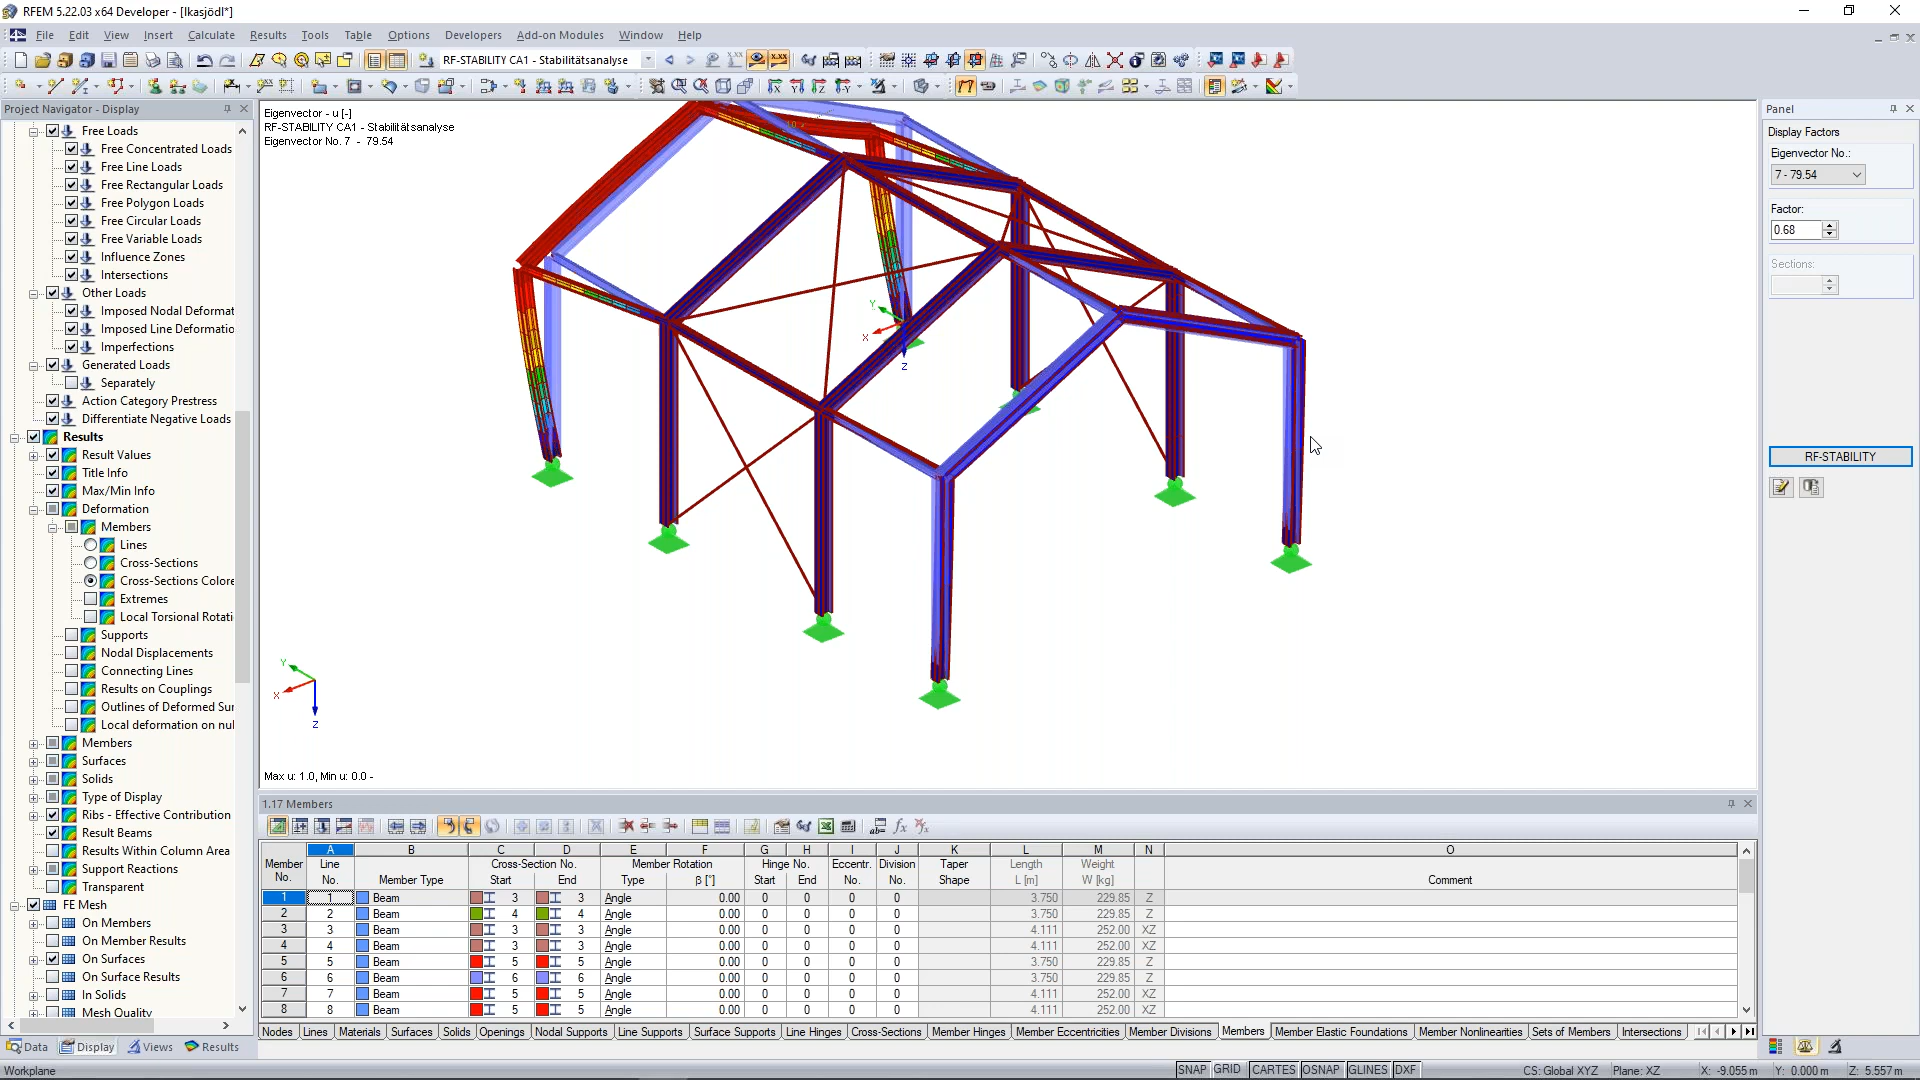 RFEM 5.22.03 x64 Developer - [lkasjödl*]
File Edit View Insert Calculate Results Tools Table Options Developers Add-on Modules Window Help
RF-STABILITY CA1 - Stabilitätsanalyse
Project Navigator - Display
Free Loads
Free Concentrated Loads
Free Line Loads
Free Rectangular Loads
Free Polygon Loads
Free Circular Loads
Free Variable Loads
Influence Zones
Intersections
Other Loads
Imposed Nodal Deformat
Imposed Line Deformatio
Imperfections
Generated Loads
Separately
Action Category Prestress
Differentiate Negative Loads
Results
Result Values
Title Info
Max/Min Info
Deformation
Members
Lines
Cross-Sections
Cross-Sections Colore
Extremes
Local Torsional Rotati
Supports
Nodal Displacements
Connecting Lines
Results on Couplings
Outlines of Deformed Sur
Local deformation on nul
Members
Surfaces
Solids
Type of Display
Ribs - Effective Contribution
Result Beams
Results Within Column Area
Support Reactions
Transparent
FE Mesh
On Members
On Member Results
On Surfaces
On Surface Results
In Solids
Mesh Quality
Data Display Views Results
Eigenvector - u [-]
RF-STABILITY CA1 - Stabilitätsanalyse
Eigenvector No. 7 - 79.54
Y
X
Z
Y
X
Z
Max u: 1.0, Min u: 0.0 -
Panel
Display Factors
Eigenvector No.:
7 - 79.54
Factor:
0.68
Sections:
RF-STABILITY
1.17 Members
A B C D E F G H I J K L M N O
Member No. Line No. Member Type Cross-Section No. Start End Member Rotation Type β [°] Hinge No. Start End Eccentr. No. Division No. Taper Shape Length L [m] Weight W [kg] Comment
1 1 Beam 3 3 Angle 0.00 0 0 0 0 3.750 229.85 Z
2 2 Beam 4 4 Angle 0.00 0 0 0 0 3.750 229.85 Z
3 3 Beam 3 3 Angle 0.00 0 0 0 0 4.111 252.00 XZ
4 4 Beam 3 3 Angle 0.00 0 0 0 0 4.111 252.00 XZ
5 5 Beam 5 5 Angle 0.00 0 0 0 0 3.750 229.85 Z
6 6 Beam 6 6 Angle 0.00 0 0 0 0 3.750 229.85 Z
7 7 Beam 5 5 Angle 0.00 0 0 0 0 4.111 252.00 XZ
8 8 Beam 5 5 Angle 0.00 0 0 0 0 4.111 252.00 XZ
Nodes Lines Materials Surfaces Solids Openings Nodal Supports Line Supports Surface Supports Line Hinges Cross-Sections Member Hinges Member Eccentricities Member Divisions Members Member Elastic Foundations Member Nonlinearities Sets of Members Intersections
Workplane
SNAP GRID CARTES OSNAP GLINES DXF CS: Global XYZ Plane: XZ X: -9.055 m Y: 0.000 m Z: 5.557 m